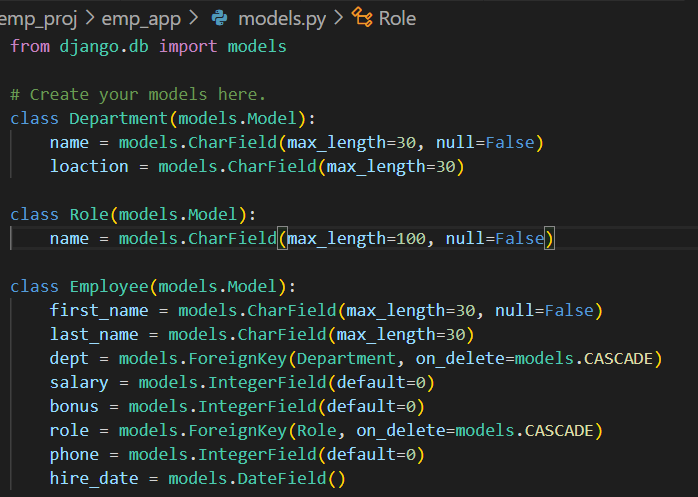 emp_proj > emp_app > models.py > Role
from django.db import models
# Create your models here.
class Department(models.Model):
    name = models.CharField(max_length=30, null=False)
    loaction = models.CharField(max_length=30)
class Role(models.Model):
    name = models.CharField(max_length=100, null=False)
class Employee(models.Model):
    first_name = models.CharField(max_length=30, null=False)
    last_name = models.CharField(max_length=30)
    dept = models.ForeignKey(Department, on_delete=models.CASCADE)
    salary = models.IntegerField(default=0)
    bonus = models.IntegerField(default=0)
    role = models.ForeignKey(Role, on_delete=models.CASCADE)
    phone = models.IntegerField(default=0)
    hire_date = models.DateField()